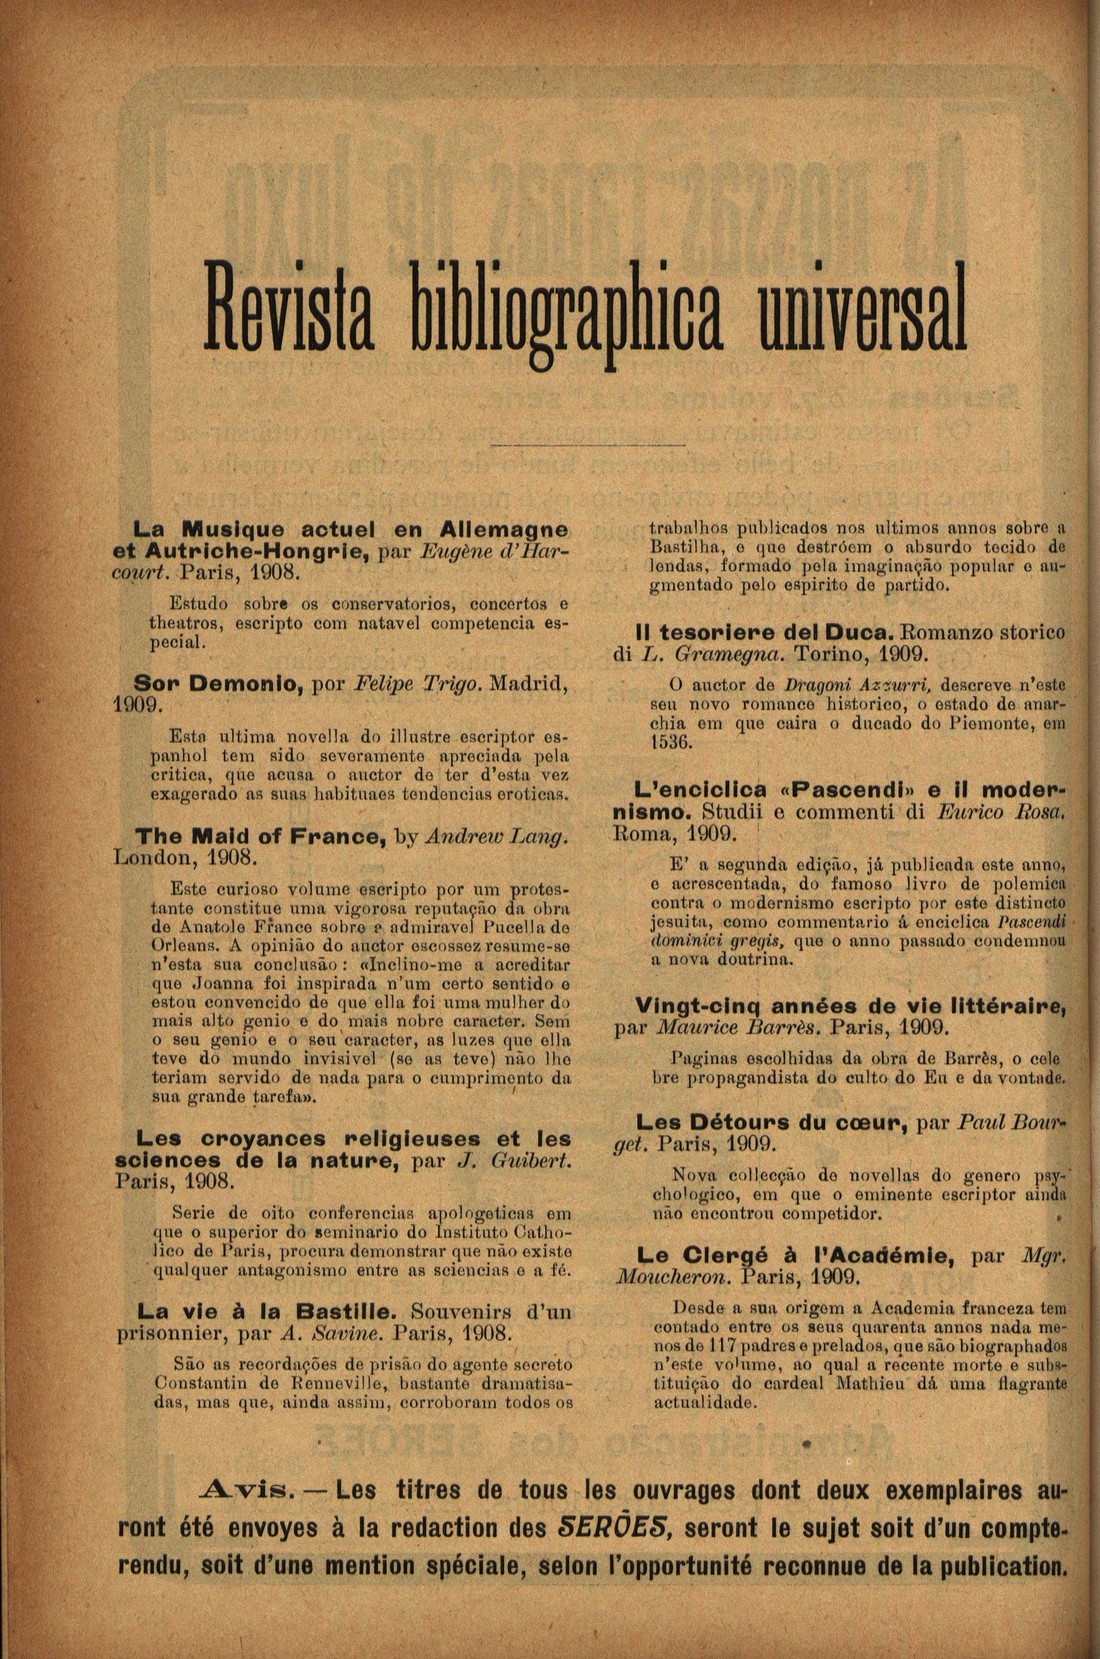 Revista bibliographica universal
La Musique actuel en Allemagne
et Autriche-Hongrie, par Eugène d'Har-
court. Paris, 1908.
Estudo sobre os conservatorios, concertos e
theatros, escripto com natavel competencia es-
pecial.
Sor Demonio, por Felipe Trigo. Madrid,
1909.
Esta ultima novella do illustre escriptor es-
panhol tem sido severamente apreciada pela
critica, que acusa o auctor de ter d'esta vez
exagerado as suas habituaes tendencias eroticas.
The Maid of France, by Andrew Lang.
London, 1908.
Este curioso volume escripto por um protes-
tante constitue uma vigorosa reputação da obra
de Anatole France sobre a admiravel Pucella de
Orleans. A opinião do auctor escossez resume-se
n'esta sua conclusão: «Inclino-me a acreditar
que Joanna foi inspirada n'um certo sentido e
estou convencido de que ella foi uma mulher do
mais alto genio e do mais nobre caracter. Sem
o seu genio e o seu caracter, as luzes que ella
teve do mundo invisivel (se as teve) não lhe
teriam servido de nada para o cumprimento da
sua grande tarefa».
Les croyances religieuses et les
sciences de la nature, par J. Guibert.
Paris, 1908.
Serie de oito conferencias apologeticas em
que o superior do seminario do Instituto Catho-
lico de Paris, procura demonstrar que não existe
qualquer antagonismo entre as sciencias e a fé.
La vie à la Bastille. Souvenirs d'un
prisonnier, par A. Savine. Paris, 1908.
São as recordações de prisão do agente secreto
Constantin de Renneville, bastante dramatisa-
das, mas que, ainda assim, corroboram todos os
trabalhos publicados nos ultimos annos sobre a
Bastilha, e que destróem o absurdo tecido de
lendas, formado pela imaginação popular e au-
gmentado pelo espirito de partido.
Il tesoriere del Duca. Romanzo storico
di L. Gramegna. Torino, 1909.
O auctor de Dragoni Azzurri, descreve n'este
seu novo romance historico, o estado de anar-
chia em que caira o ducado do Piemonte, em
1536.
L'enciclica «Pascendi» e il moder-
nismo. Studii e commenti di Eurico Rosa.
Roma, 1909.
E' a segunda edição, já publicada este anno,
e acrescentada, do famoso livro de polemica
contra o modernismo escripto por este distincto
jesuita, como commentario á enciclica Pascendi
dominici gregis, que o anno passado condemnou
a nova doutrina.
Vingt-cinq années de vie littéraire,
par Maurice Barrès. Paris, 1909.
Paginas escolhidas da obra de Barrès, o cele
bre propagandista do culto do Eu e da vontade.
Les Détours du cœur, par Paul Bour-
get. Paris, 1909.
Nova collecção de novellas do genero psy-
chologico, em que o eminente escriptor ainda
não encontrou competidor.
Le Clergé à l'Académie, par Mgr.
Moucheron. Paris, 1909.
Desde a sua origem a Academia franceza tem
contado entre os seus quarenta annos nada me-
nos de 117 padres e prelados, que são biographados
n'este volume, ao qual a recente morte e subs-
tituição do cardeal Mathieu dá uma flagrante
actualidade.
Avis. — Les titres de tous les ouvrages dont deux exemplaires au-
ront été envoyes à la redaction des SERÕES, seront le sujet soit d'un compte-
rendu, soit d'une mention spéciale, selon l'opportunité reconnue de la publication.